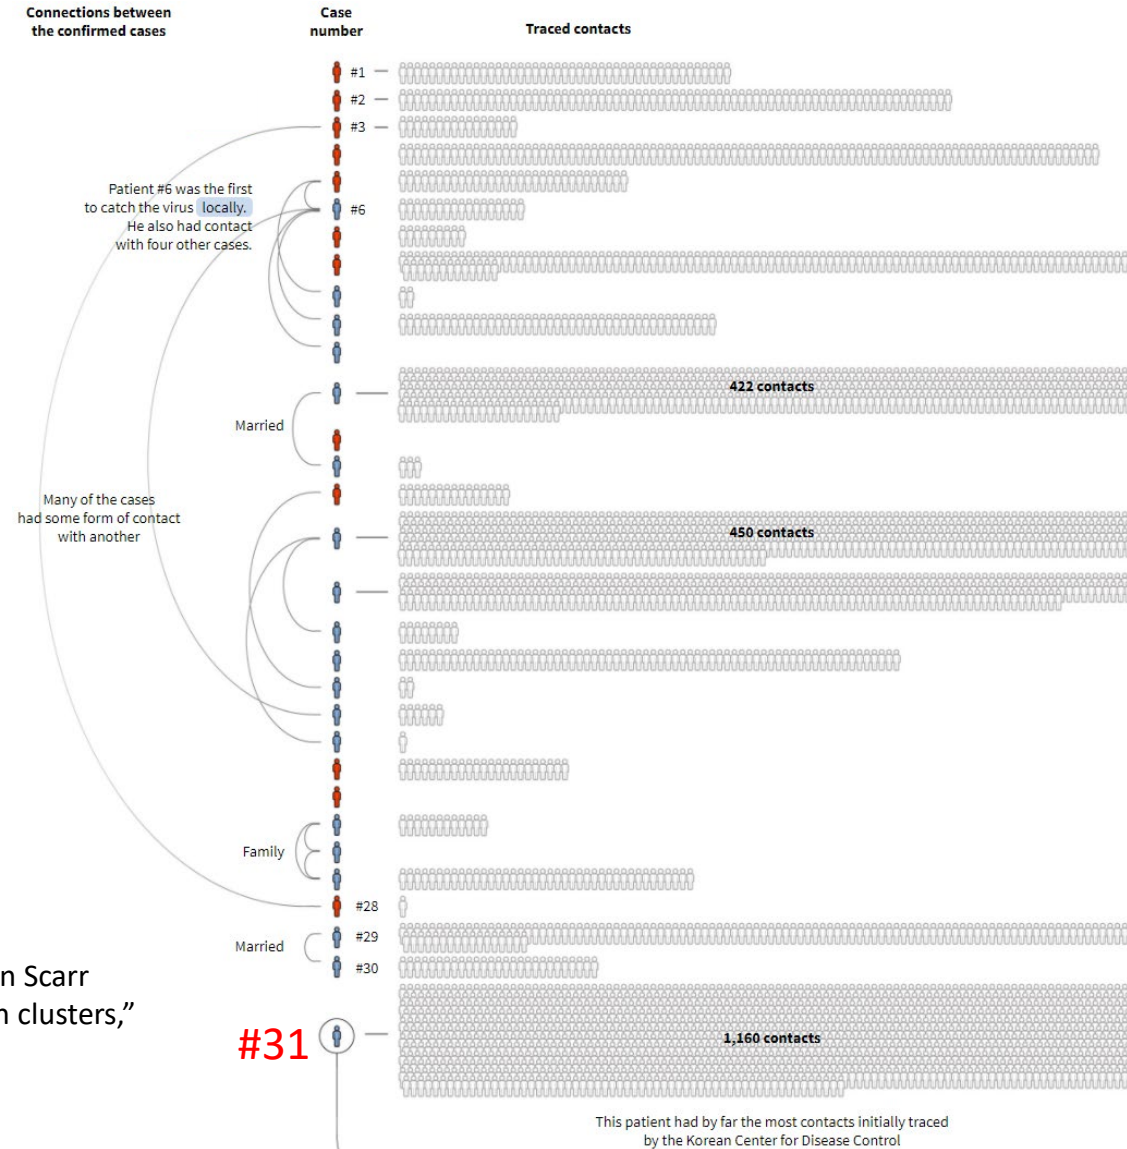 Connections between
the confirmed cases
Case
number
Traced contacts
#1
#2
#3
Patient #6 was the first
to catch the virus locally.
He also had contact
with four other cases.
#6
422 contacts
Married
Many of the cases
had some form of contact
with another
450 contacts
Family
#28
Married
#29
#30
n Scarr
n clusters,”
#31
1,160 contacts
This patient had by far the most contacts initially traced
by the Korean Center for Disease Control